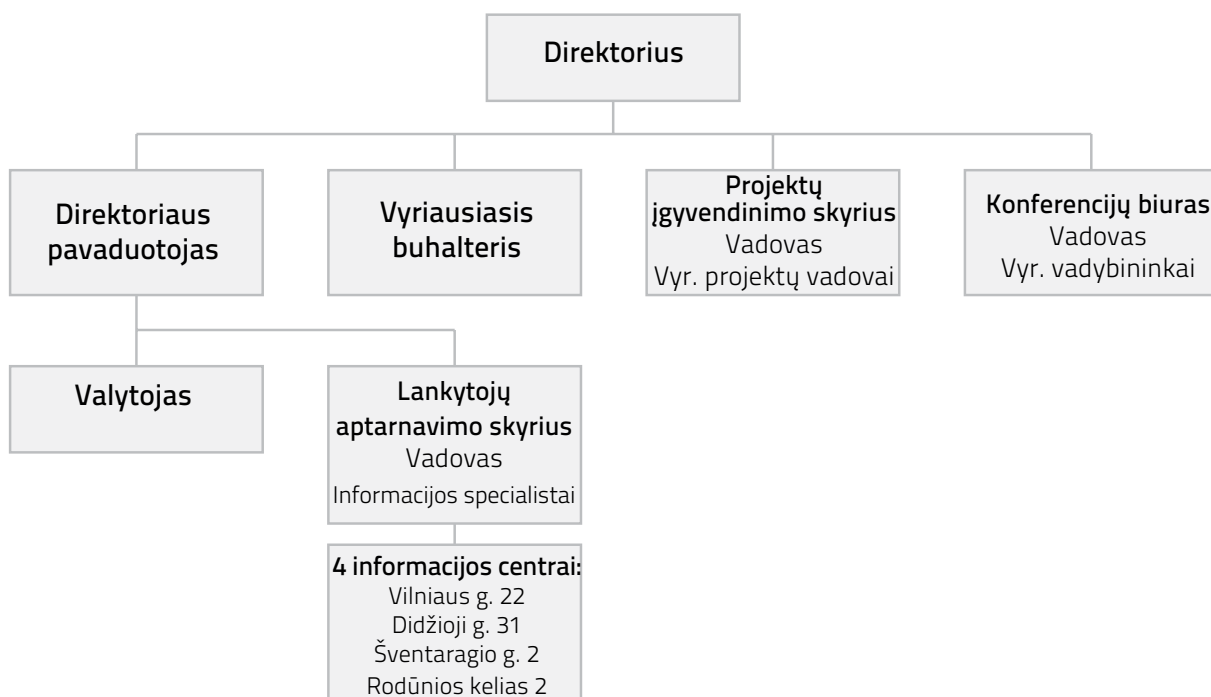 Direktorius
Direktoriaus
pavaduotojas
Vyriausiasis
buhalteris
Projektų
įgyvendinimo skyrius
Vadovas
Vyr. projektų vadovai
Konferencijų biuras
Vadovas
Vyr. vadybininkai
Valytojas
Lankytojų
aptarnavimo skyrius
Vadovas
Informacijos specialistai
4 informacijos centrai:
Vilniaus g. 22
Didžioji g. 31
Šventaragio g. 2
Rodūnios kelias 2